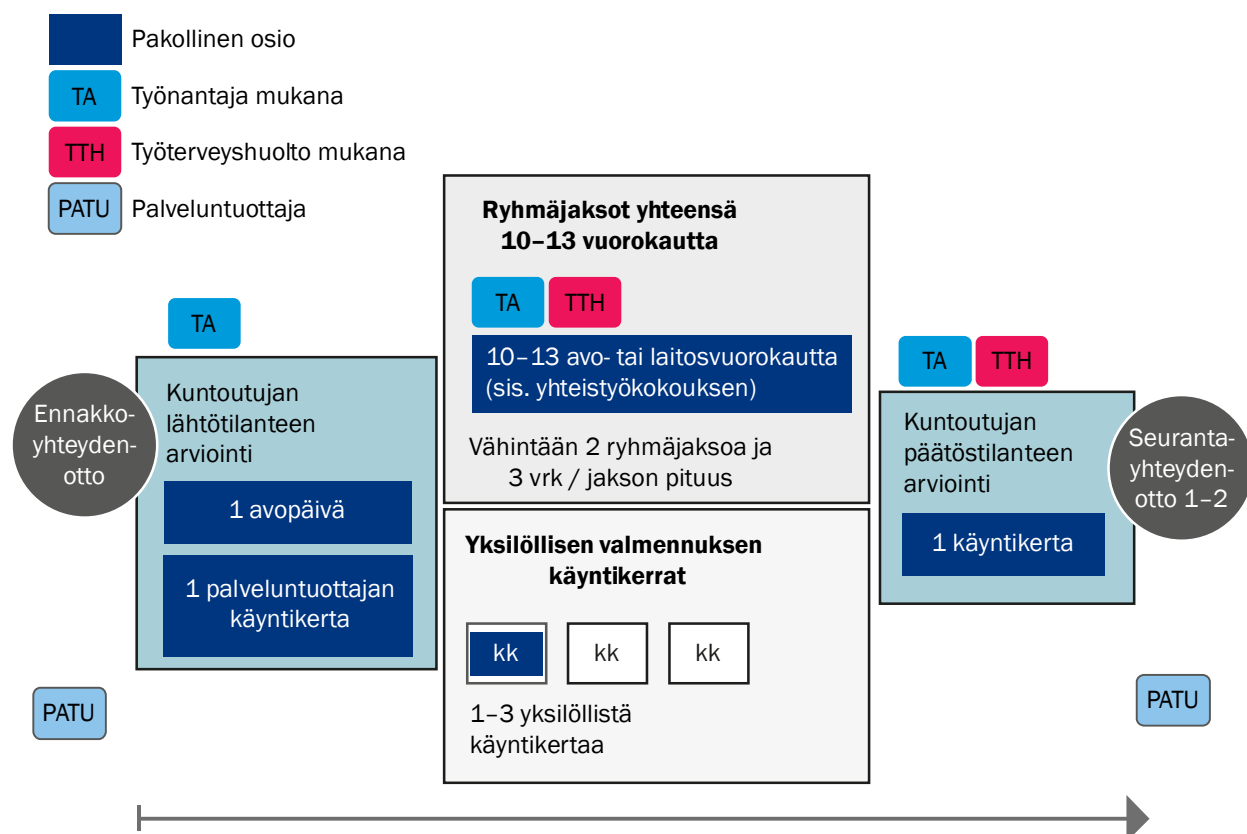 Pakollinen osio
TA
Työnantaja mukana
TTH
Työterveyshuolto mukana
PATU
Palveluntuottaja
Ennakko-
yhteyden-
otto
TA
Kuntoutujan
lähtötilanteen
arviointi
1 avopäivä
1 palveluntuottajan
käyntikerta
PATU
Ryhmäjaksot yhteensä
10–13 vuorokautta
TA
TTH
10–13 avo- tai laitosvuorokautta
(sis. yhteistyökokouksen)
Vähintään 2 ryhmäjaksoa ja
3 vrk / jakson pituus
Yksilöllisen valmennuksen
käyntikerrat
kk
kk
kk
1–3 yksilöllistä
käyntikertaa
TA
TTH
Kuntoutujan
päätöstilanteen
arviointi
1 käyntikerta
Seuranta-
yhteyden-
otto 1–2
PATU